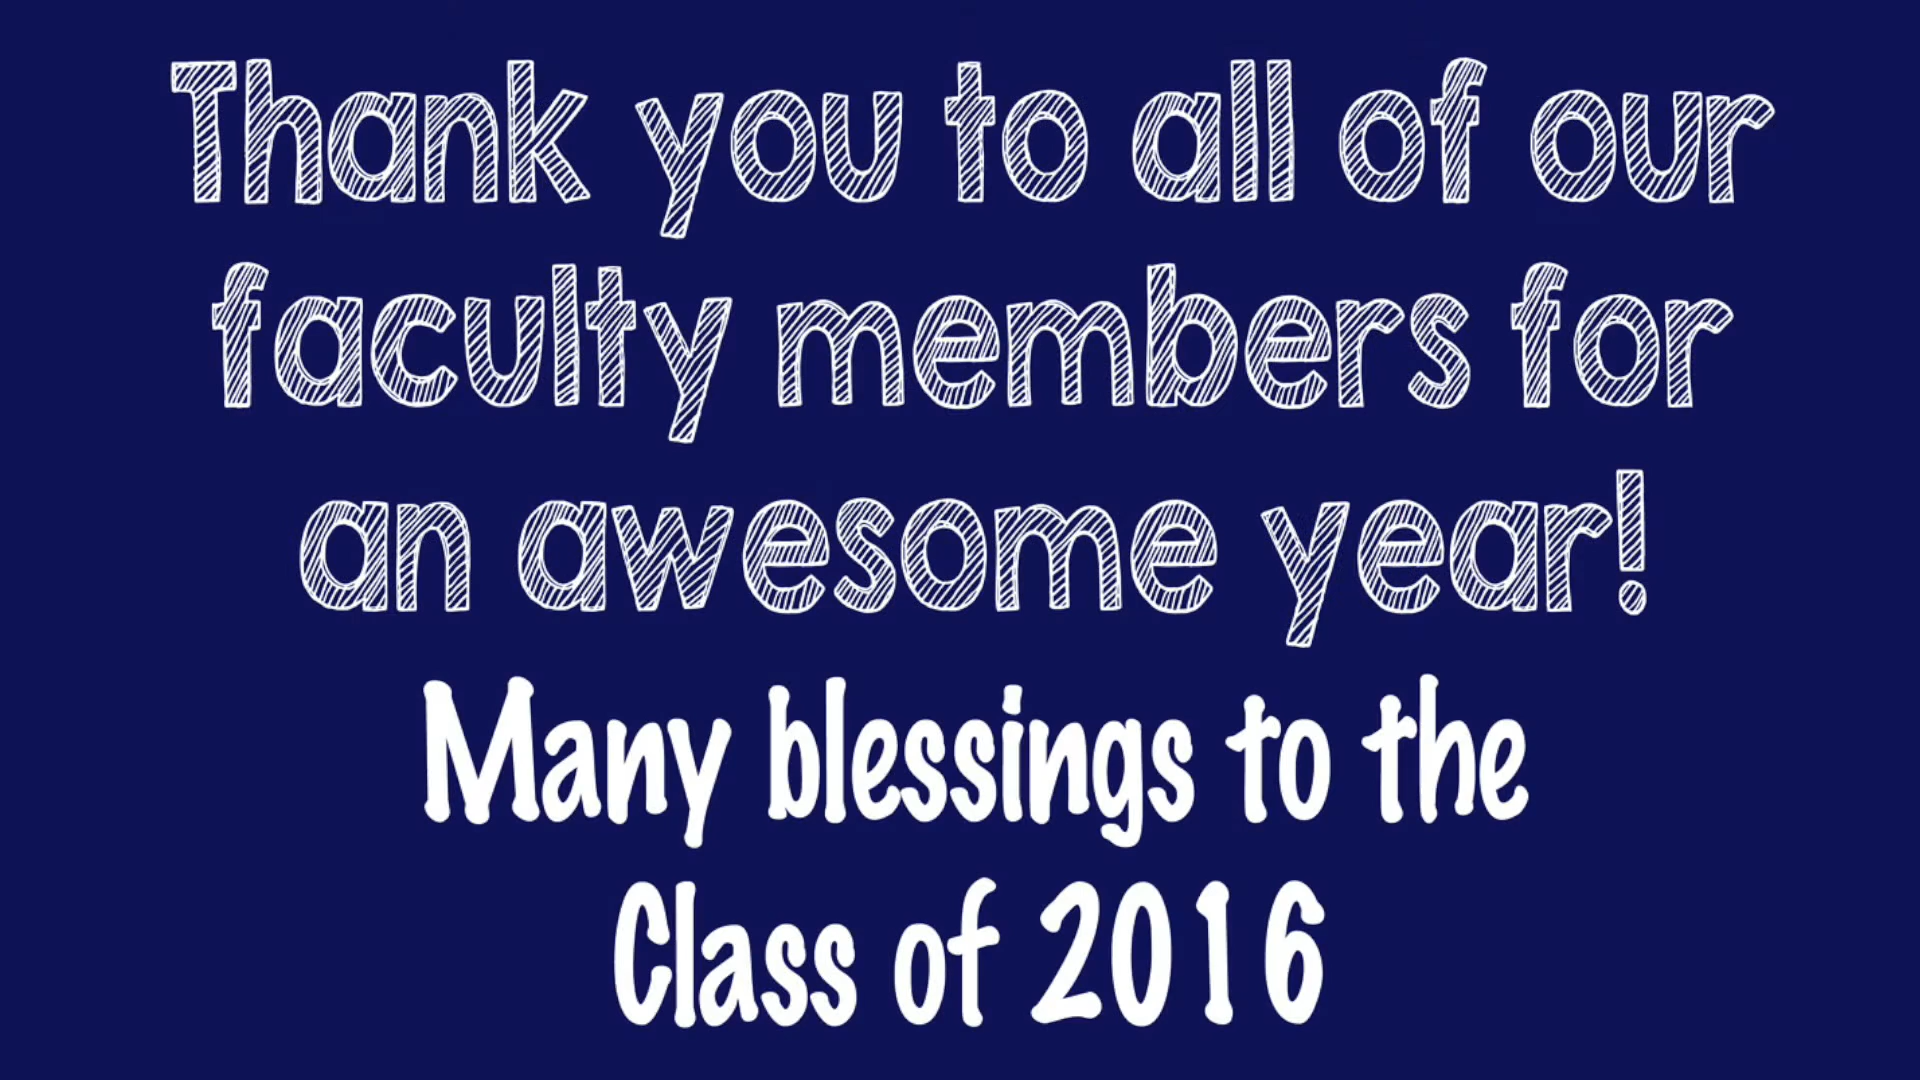 Thank you to all of our
faculty members for
an awesome year!
Many blessings to the
Class of 2016